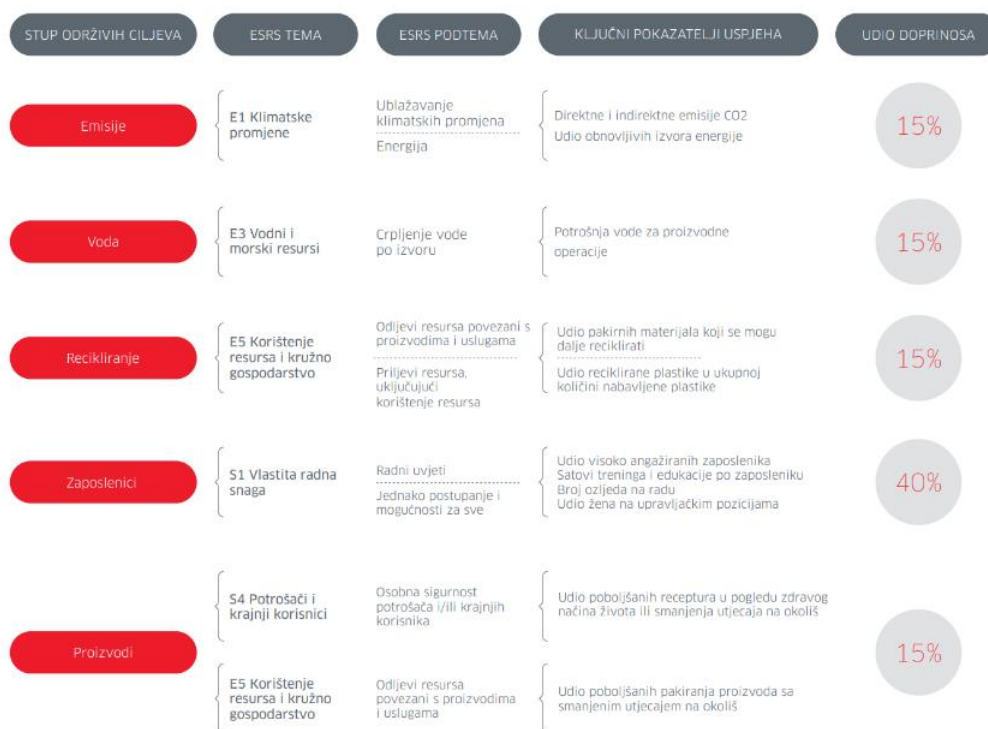 STUP ODRŽIVIH CILJEVA
ESRS TEMA
ESRS PODTEMA
KLJUČNI POKAZATELJI USPJEHA
UDIO DOPRINOSA
Emisije
E1 Klimatske
promjene
Ublažavanje
klimatskih promjena
Energija
Direktne i indirektne emisije CO2
Udio obnovljivih izvora energije
15%
Voda
E3 Vodni i
morski resursi
Crpljenje vode
po izvoru
Potrošnja vode za proizvodne
operacije
15%
Recikliranje
E5 Korištenje
resursa i kružno
gospodarstvo
Odljevi resursa povezani s
proizvodima i uslugama
Priljevi resursa,
uključujući
korištenje resursa
Udio pakirnih materijala koji se mogu
dalje reciklirati
Udio reciklirane plastike u ukupnoj
količini nabavljene plastike
15%
Zaposlenici
S1 Vlastita radna
snaga
Radni uvjeti
Jednako postupanje i
mogućnosti za sve
Udio visoko angažiranih zaposlenika
Satovi treninga i edukacije po zaposleniku
Broj ozljeda na radu
Udio žena na upravljačkim pozicijama
40%
Proizvodi
S4 Potrošači i
krajnji korisnici
Osobna sigurnost
potrošača i/ili krajnjih
korisnika
Udio poboljšanih receptura u pogledu zdravog
načina života ili smanjenja utjecaja na okoliš
15%
E5 Korištenje
resursa i kružno
gospodarstvo
Odljevi resursa
povezani s proizvodima
i uslugama
Udio poboljšanih pakiranja proizvoda sa
smanjenim utjecajem na okoliš